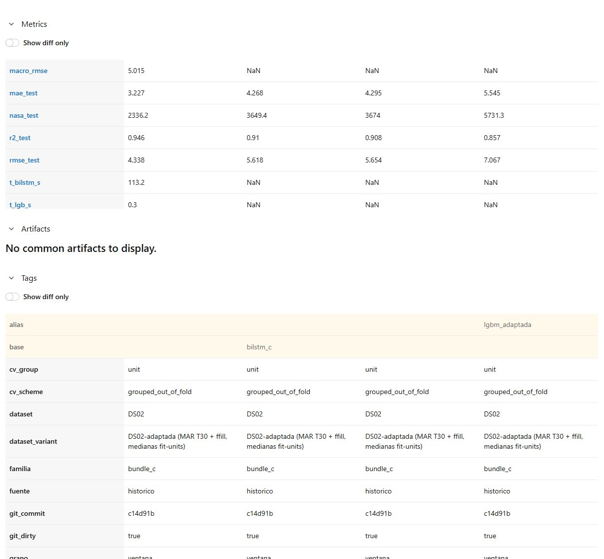 Metrics
Show diff only
macro_rmse 5.015 NaN NaN NaN
mae_test 3.227 4.268 4.295 5.545
nasa_test 2336.2 3649.4 3674 5731.3
r2_test 0.946 0.91 0.908 0.857
rmse_test 4.338 5.618 5.654 7.067
t_bilstm_s 113.2 NaN NaN NaN
t_lgb_s 0.3 NaN NaN NaN
Artifacts
No common artifacts to display.
Tags
Show diff only
alias lgbm_adaptada
base bilstm_c
cv_group unit unit unit unit
cv_scheme grouped_out_of_fold grouped_out_of_fold grouped_out_of_fold grouped_out_of_fold
dataset DS02 DS02 DS02 DS02
dataset_variant DS02-adaptada (MAR T30 + ffill, DS02-adaptada (MAR T30 + ffill, DS02-adaptada (MAR T30 + ffill, DS02-adaptada (MAR T30 + ffill,
medianas fit-units) medianas fit-units) medianas fit-units) medianas fit-units)
familia bundle_c bundle_c bundle_c bundle_c
fuente historico historico historico historico
git_commit c14d91b c14d91b c14d91b c14d91b
git_dirty true true true true
grano ventana ventana ventana ventana